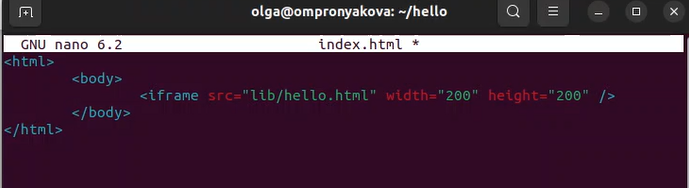 olga@ompronyakova: ~/hello
GNU nano 6.2 index.html *
<html>
<body>
<iframe src="lib/hello.html" width="200" height="200" />
</body>
</html>